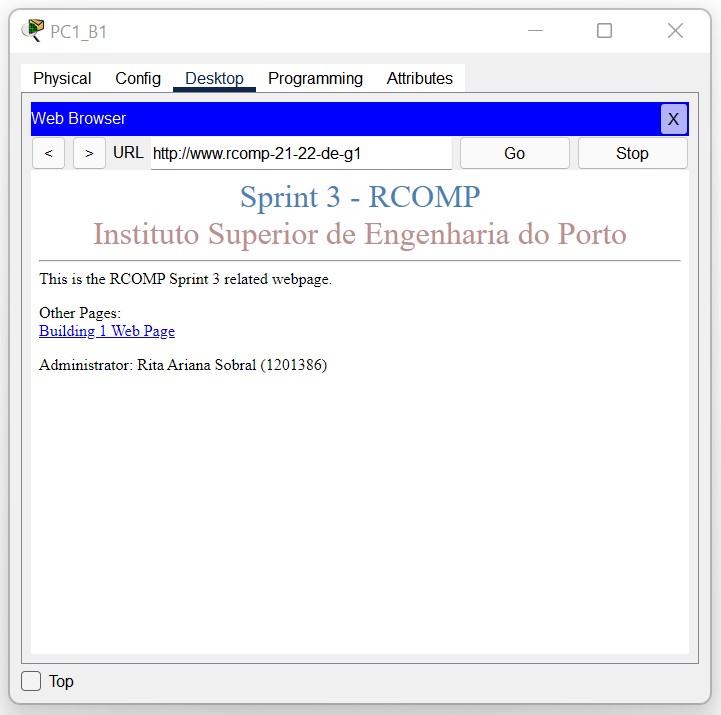 PC1_B1
Physical Config Desktop Programming Attributes
Web Browser X
< > URL http://www.rcomp-21-22-de-g1 Go Stop
Sprint 3 - RCOMP
Instituto Superior de Engenharia do Porto
This is the RCOMP Sprint 3 related webpage.
Other Pages:
Building 1 Web Page
Administrator: Rita Ariana Sobral (1201386)
Top